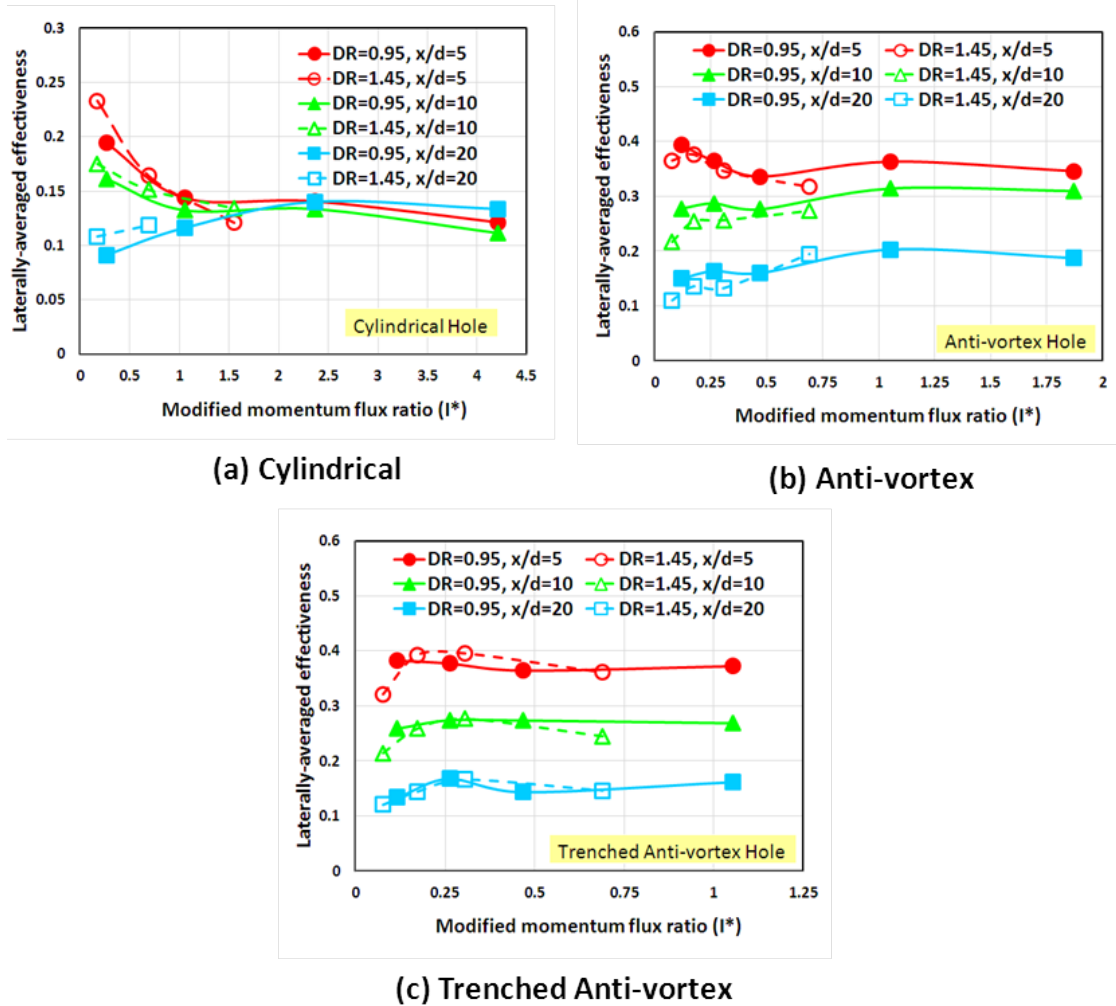 0.3
0.25
0.2
0.15
0.1
0.05
0
Laterally-averaged effectiveness
DR=0.95, x/d=5
DR=1.45, x/d=5
DR=0.95, x/d=10
DR=1.45, x/d=10
DR=0.95, x/d=20
DR=1.45, x/d=20
Cylindrical Hole
0 0.5 1 1.5 2 2.5 3 3.5 4 4.5
Modified momentum flux ratio (I*)
(a) Cylindrical
0.6
0.5
0.4
0.3
0.2
0.1
0
Laterally-averaged effectiveness
DR=0.95, x/d=5 DR=1.45, x/d=5
DR=0.95, x/d=10 DR=1.45, x/d=10
DR=0.95, x/d=20 DR=1.45, x/d=20
Anti-vortex Hole
0 0.25 0.5 0.75 1 1.25 1.5 1.75 2
Modified momentum flux ratio (I*)
(b) Anti-vortex
0.6
0.5
0.4
0.3
0.2
0.1
0
Laterally-averaged effectiveness
DR=0.95, x/d=5 DR=1.45, x/d=5
DR=0.95, x/d=10 DR=1.45, x/d=10
DR=0.95, x/d=20 DR=1.45, x/d=20
Trenched Anti-vortex Hole
0 0.25 0.5 0.75 1 1.25
Modified momentum flux ratio (I*)
(c) Trenched Anti-vortex